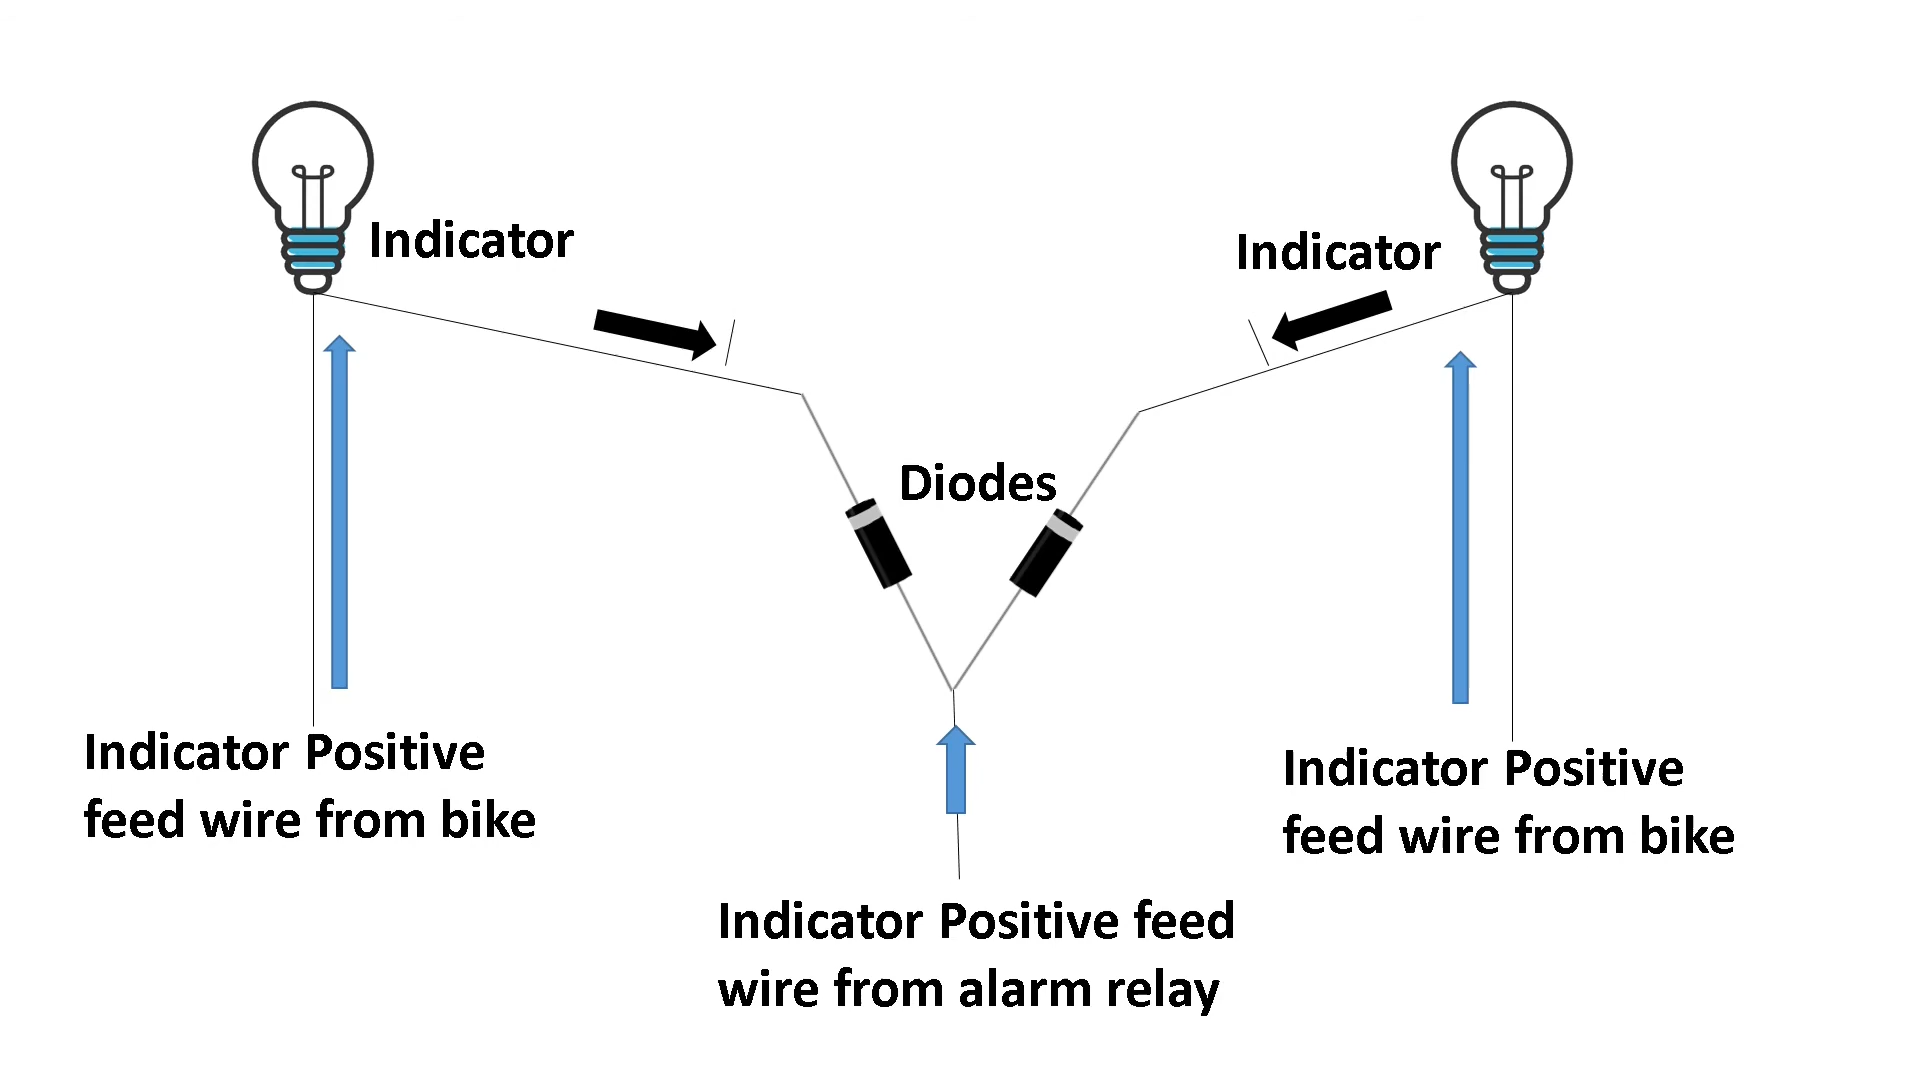 Indicator
Indicator
Diodes
Indicator Positive
feed wire from bike
Indicator Positive
feed wire from bike
Indicator Positive feed
wire from alarm relay